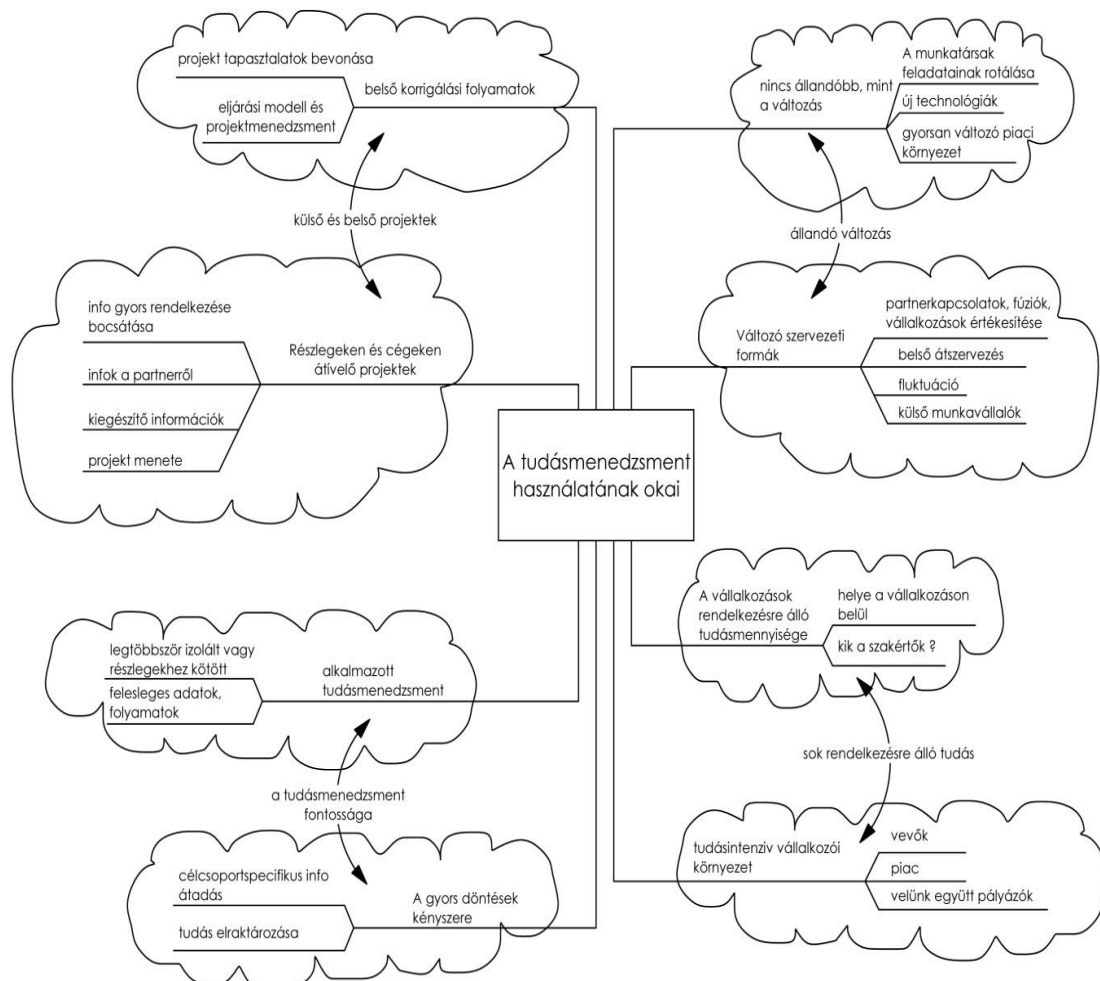 projekt tapasztalatok bevonása
eljárási modell és
projektmenedzsment
belső korrigálási folyamatok
külső és belső projektek
info gyors rendelkezése
bocsátása
infok a partnerről
kiegészítő információk
projekt menete
Részlegeken és cégeken
átívelő projektek
nincs állandóbb, mint
a változás
A munkatársak
feladatainak rotálása
új technológiák
gyorsan változó piaci
környezet
állandó változás
Változó szervezeti
formák
partnerkapcsolatok, fúziók,
vállalkozások értékesítése
belső átszervezés
fluktuáció
külső munkavállalók
A tudásmenedzsment
használatának okai
legtöbbször izolált vagy
részlegekhez kötött
felesleges adatok,
folyamatok
alkalmazott
tudásmenedzsment
a tudásmenedzsment
fontossága
célcsoportspecifikus info
átadás
tudás elraktározása
A gyors döntések
kényszere
A vállalkozások
rendelkezésre álló
tudásmennyisége
helye a vállalkozáson
belül
kik a szakértők ?
sok rendelkezésre álló tudás
tudásintenziv vállalkozói
környezet
vevők
piac
velünk együtt pályázók